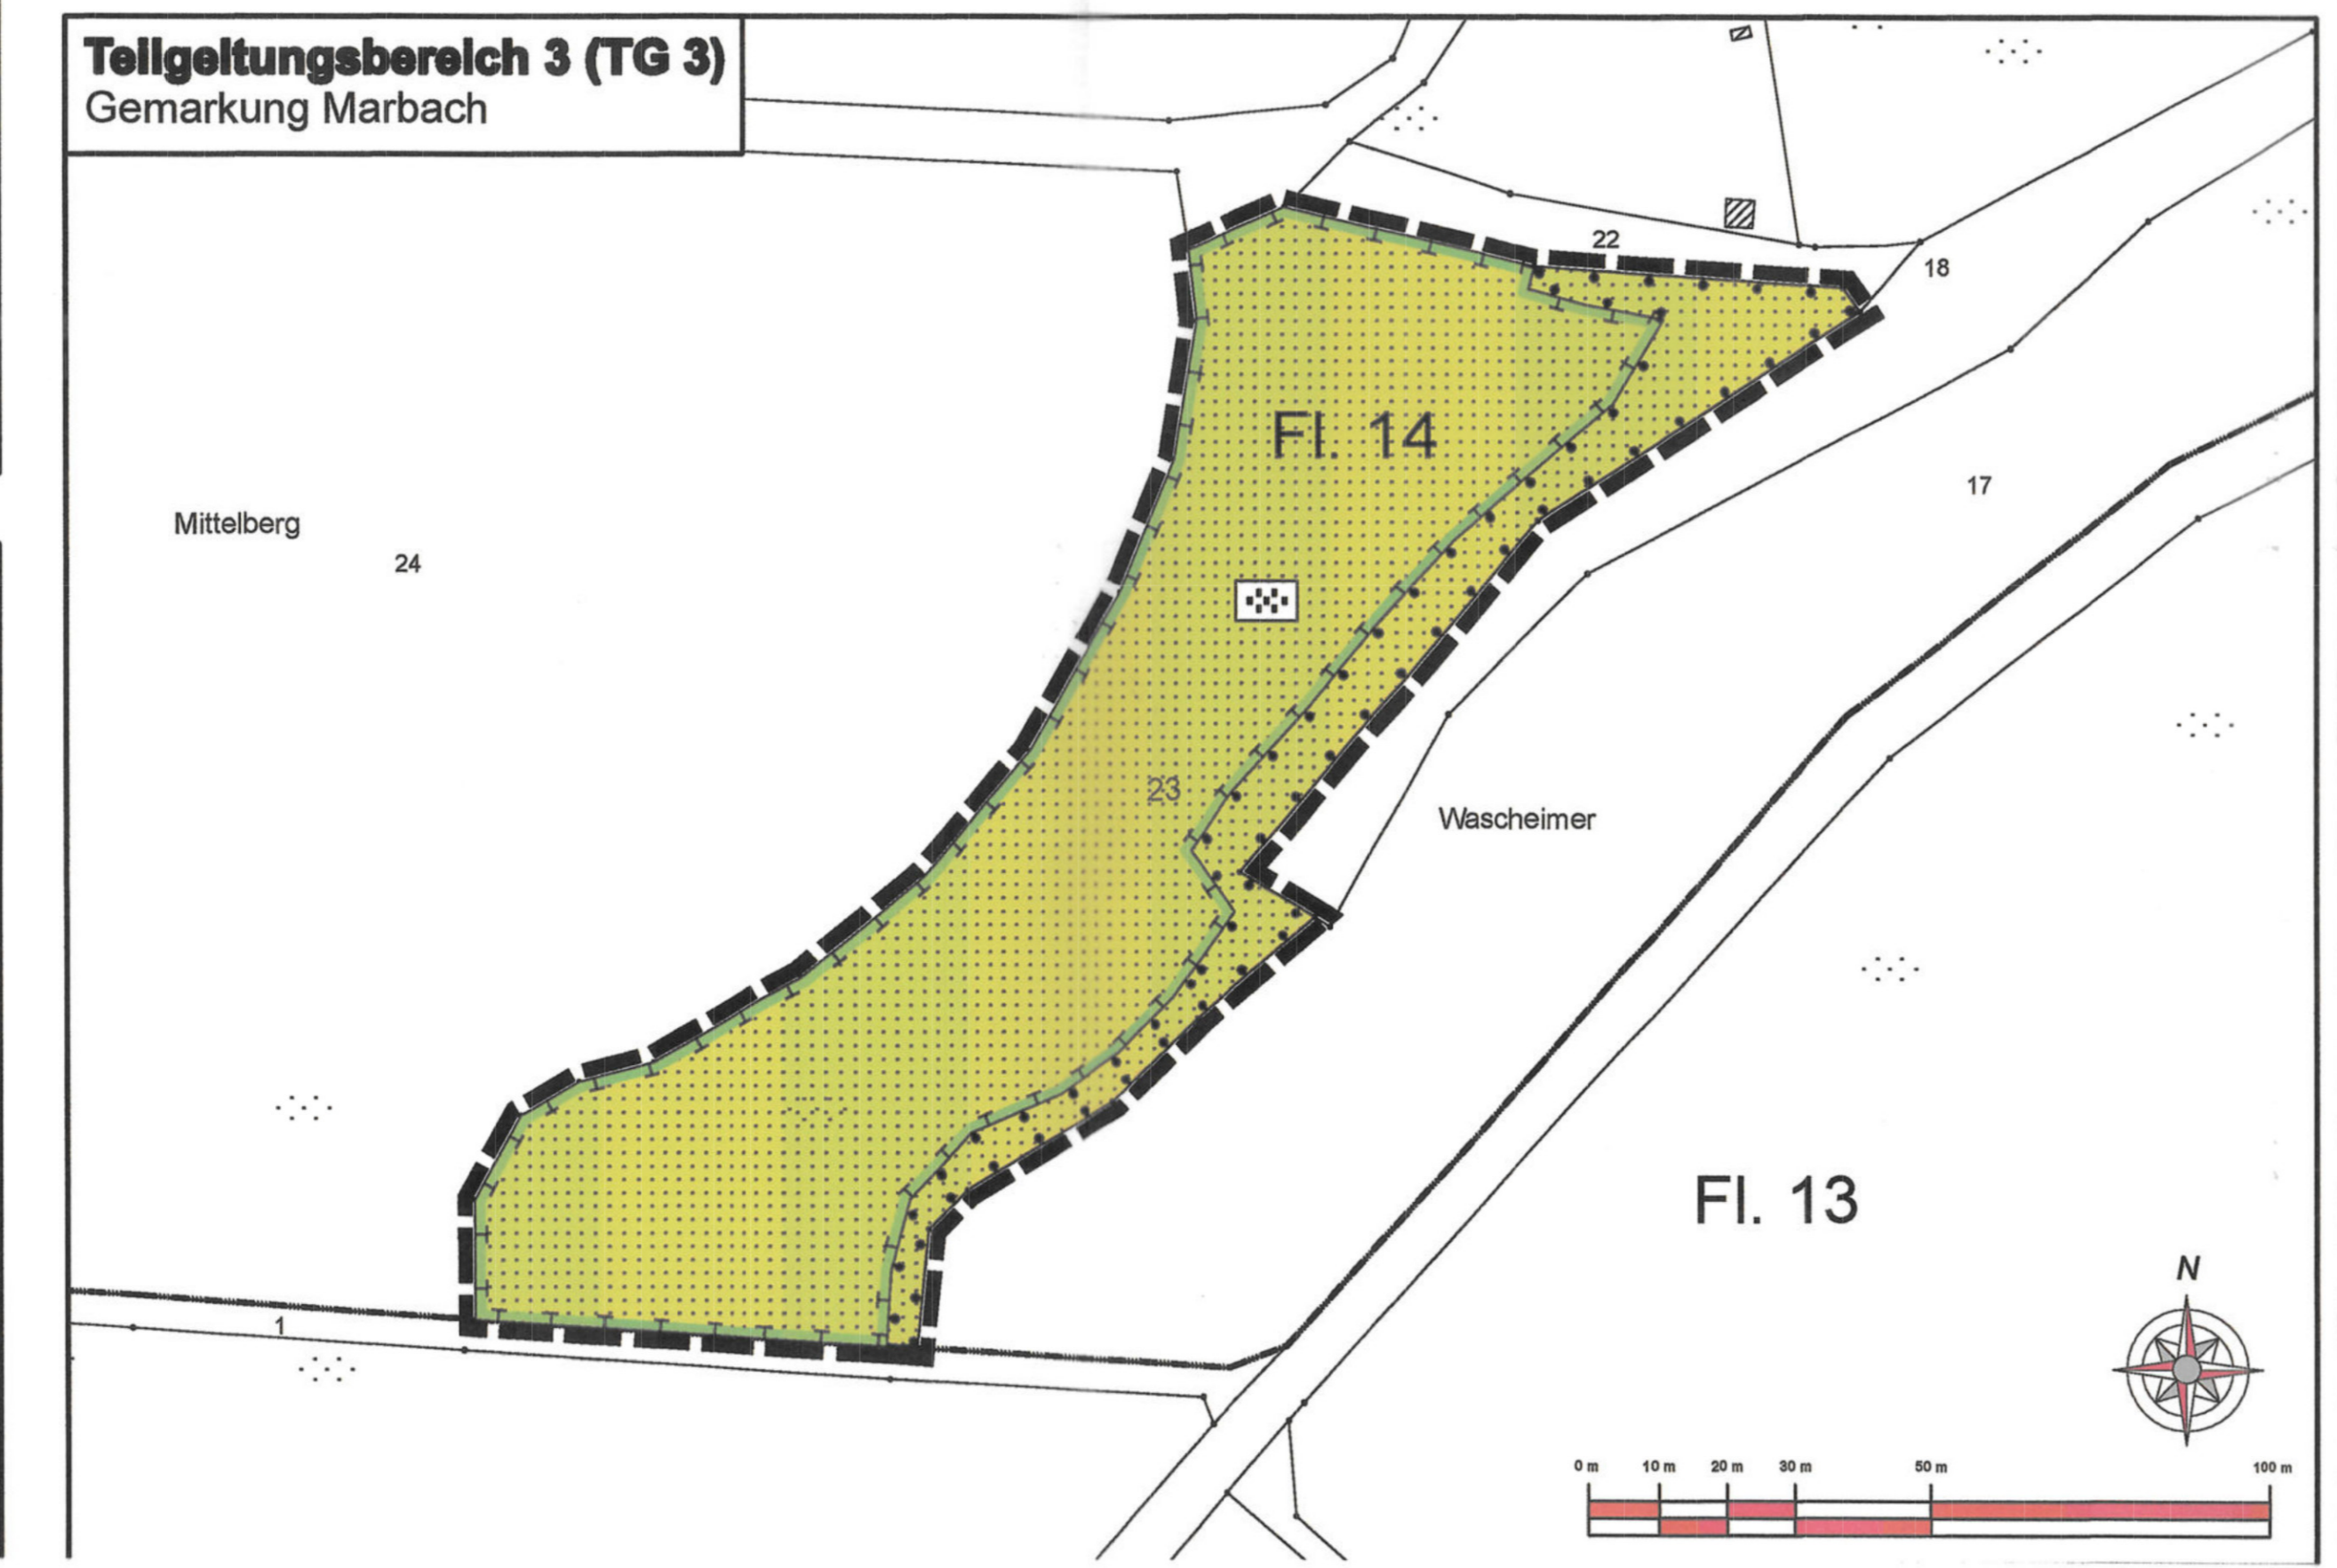 Teilgeltungsbereich 3 (TG 3)
Gemarkung Marbach
22
18
Fl. 14
17
Mittelberg
24
23
Wascheimer
Fl. 13
N
1
0 m 10 m 20 m 30 m 50 m 100 m